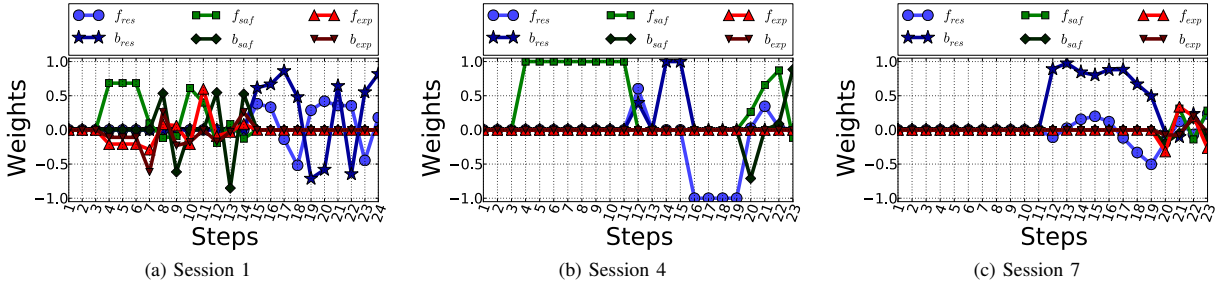 f_res f_saf f_exp
b_res b_saf b_exp
1.0
0.5
0.0
−0.5
−1.0
Weights
1 2 3 4 5 6 7 8 9 10 11 12 13 14 15 16 17 18 19 20 21 22 23 24
Steps
(a) Session 1
f_res f_saf f_exp
b_res b_saf b_exp
1.0
0.5
0.0
−0.5
−1.0
Weights
1 2 3 4 5 6 7 8 9 10 11 12 13 14 15 16 17 18 19 20 21 22 23
Steps
(b) Session 4
f_res f_saf f_exp
b_res b_saf b_exp
1.0
0.5
0.0
−0.5
−1.0
Weights
1 2 3 4 5 6 7 8 9 10 11 12 13 14 15 16 17 18 19 20 21 22 23
Steps
(c) Session 7